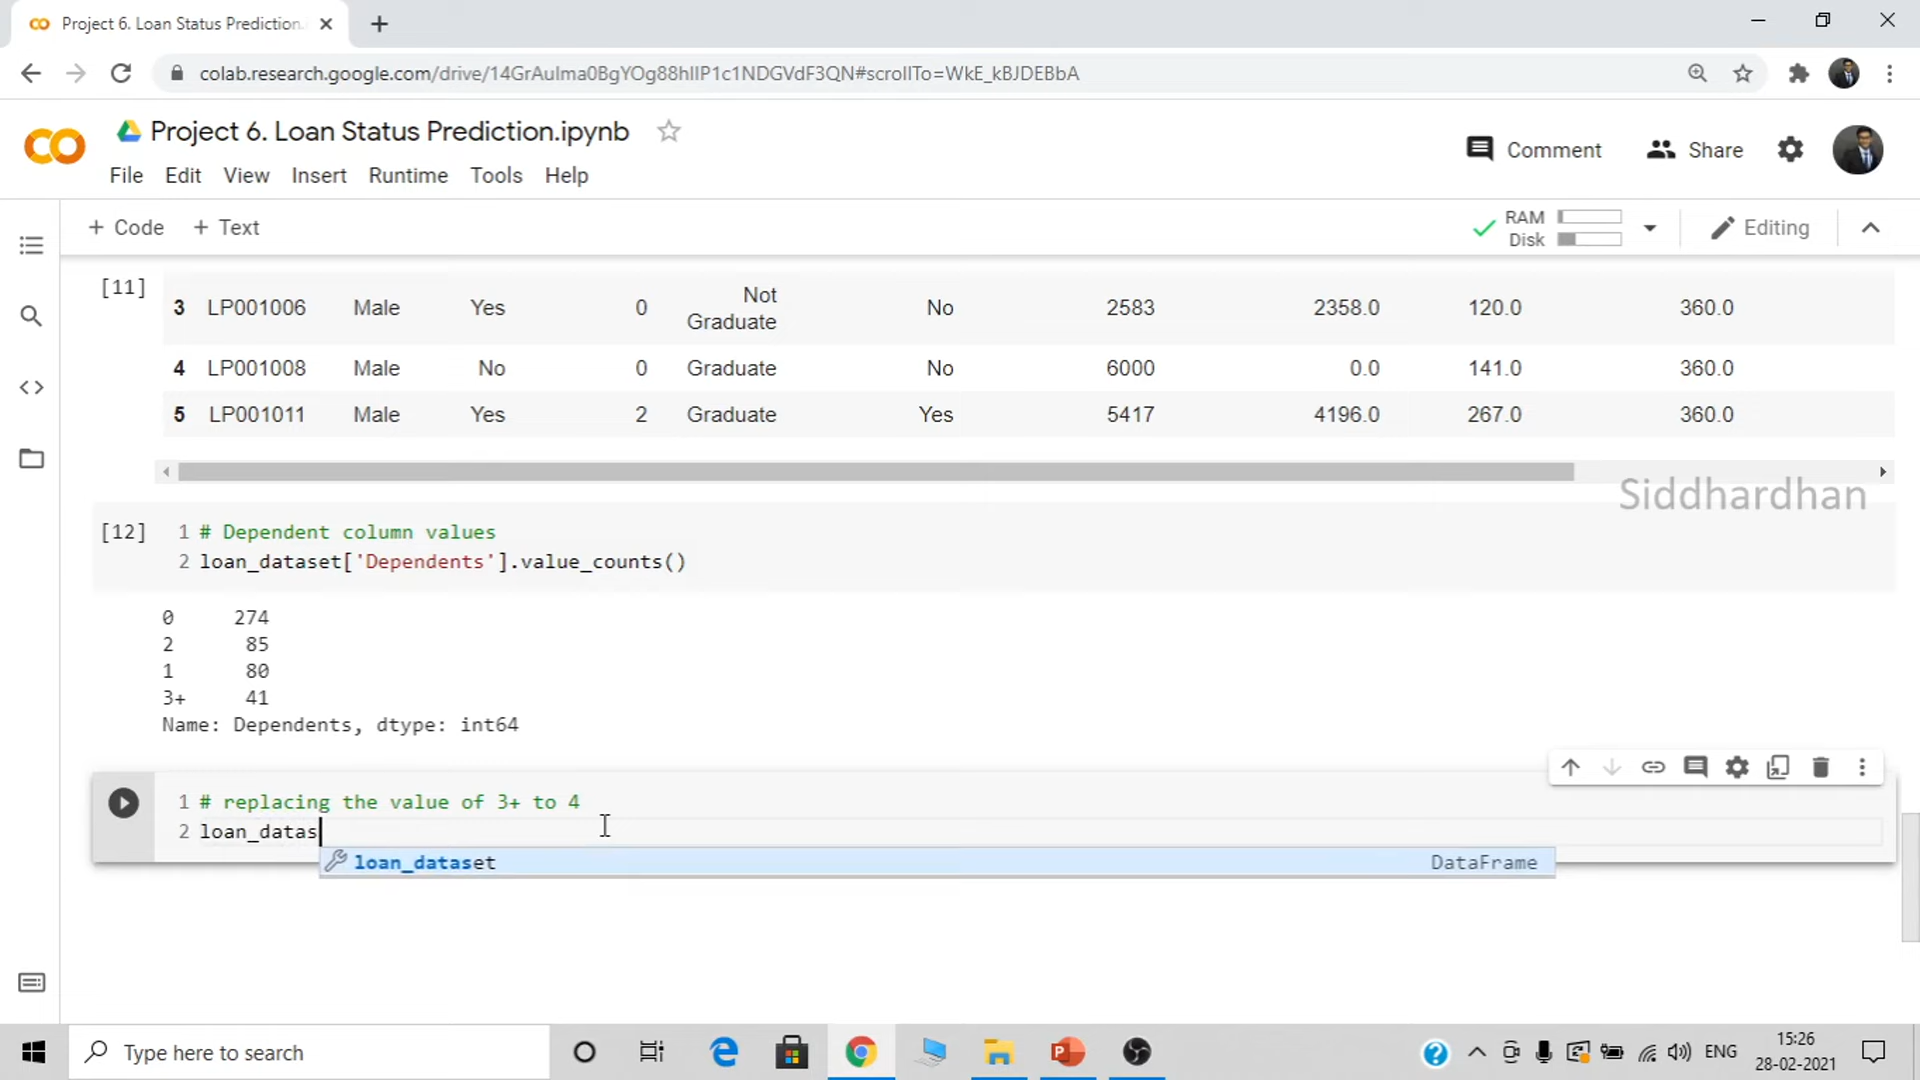 Project 6. Loan Status Prediction.
colab.research.google.com/drive/14GrAulma0BgYOg88hIIP1c1NDGVdF3QN#scrollTo=WkE_kBJDEBbA
Project 6. Loan Status Prediction.ipynb
Comment
Share
File Edit View Insert Runtime Tools Help
+ Code + Text
RAM
Disk
Editing
[11]
3 LP001006 Male Yes 0 Not Graduate No 2583 2358.0 120.0 360.0
4 LP001008 Male No 0 Graduate No 6000 0.0 141.0 360.0
5 LP001011 Male Yes 2 Graduate Yes 5417 4196.0 267.0 360.0
Siddhardhan
[12] 1 # Dependent column values
2 loan_dataset['Dependents'].value_counts()
0 274
2 85
1 80
3+ 41
Name: Dependents, dtype: int64
1 # replacing the value of 3+ to 4
2 loan_datas
loan_dataset DataFrame
Type here to search
ENG
15:26
28-02-2021